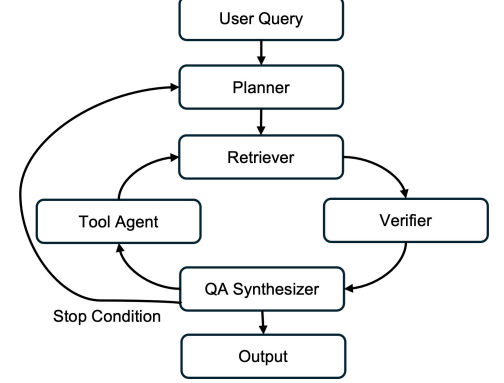 User Query
Planner
Retriever
Tool Agent
Verifier
QA Synthesizer
Stop Condition
Output